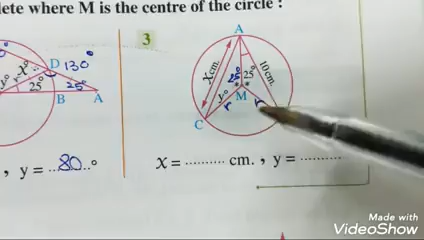 lete where M is the centre of the circle :
3
D 130°
x°
y° 25° 25°
B A
A
x cm.
25° 25°
10 cm.
y° M
r r
C
, y = 80 °
x = .......... cm. , y = ..........
Made with
VideoShow